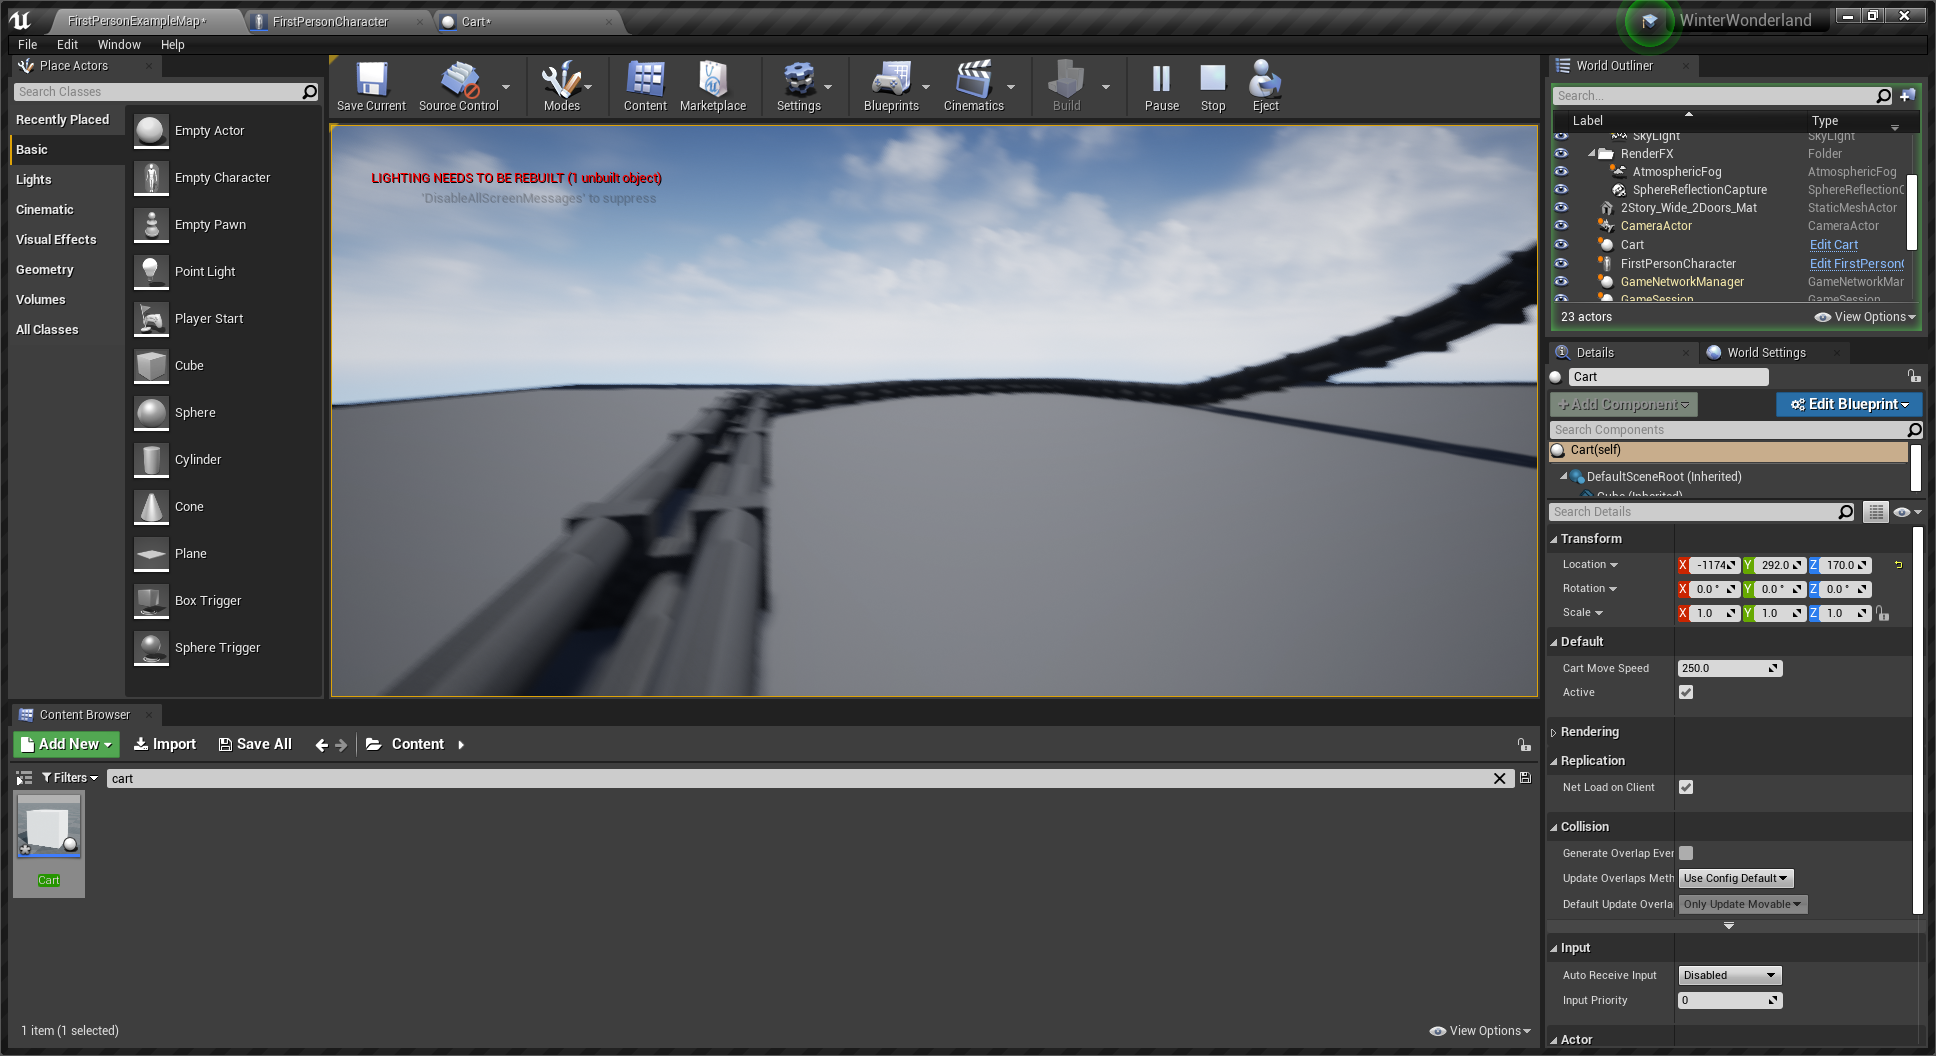 FirstPersonExampleMap*
FirstPersonCharacter
Cart*
WinterWonderland
File Edit Window Help
Place Actors
Search Classes
Recently Placed
Basic
Lights
Cinematic
Visual Effects
Geometry
Volumes
All Classes
Empty Actor
Empty Character
Empty Pawn
Point Light
Player Start
Cube
Sphere
Cylinder
Cone
Plane
Box Trigger
Sphere Trigger
Save Current
Source Control
Modes
Content
Marketplace
Settings
Blueprints
Cinematics
Build
Pause
Stop
Eject
LIGHTING NEEDS TO BE REBUILT (1 unbuilt object)
'DisableAllScreenMessages' to suppress
World Outliner
Search...
Label Type
SkyLight SkyLight
RenderFX Folder
AtmosphericFog AtmosphericFog
SphereReflectionCapture SphereReflectionC
2Story_Wide_2Doors_Mat StaticMeshActor
CameraActor CameraActor
Cart Edit Cart
FirstPersonCharacter Edit FirstPersonC
GameNetworkManager GameNetworkMar
GameSession GameSession
23 actors
View Options
Details
World Settings
Cart
+Add Component
Edit Blueprint
Search Components
Cart(self)
DefaultSceneRoot (Inherited)
Cube (Inherited)
Search Details
Transform
Location X -1174 Y 292.0 Z 170.0
Rotation X 0.0 ° Y 0.0 ° Z 0.0 °
Scale X 1.0 Y 1.0 Z 1.0
Default
Cart Move Speed 250.0
Active
Rendering
Replication
Net Load on Client
Collision
Generate Overlap Ever
Update Overlaps Meth Use Config Default
Default Update Overla Only Update Movable
Input
Auto Receive Input Disabled
Input Priority 0
Actor
Content Browser
Add New Import Save All Content
Filters cart
Cart
1 item (1 selected)
View Options